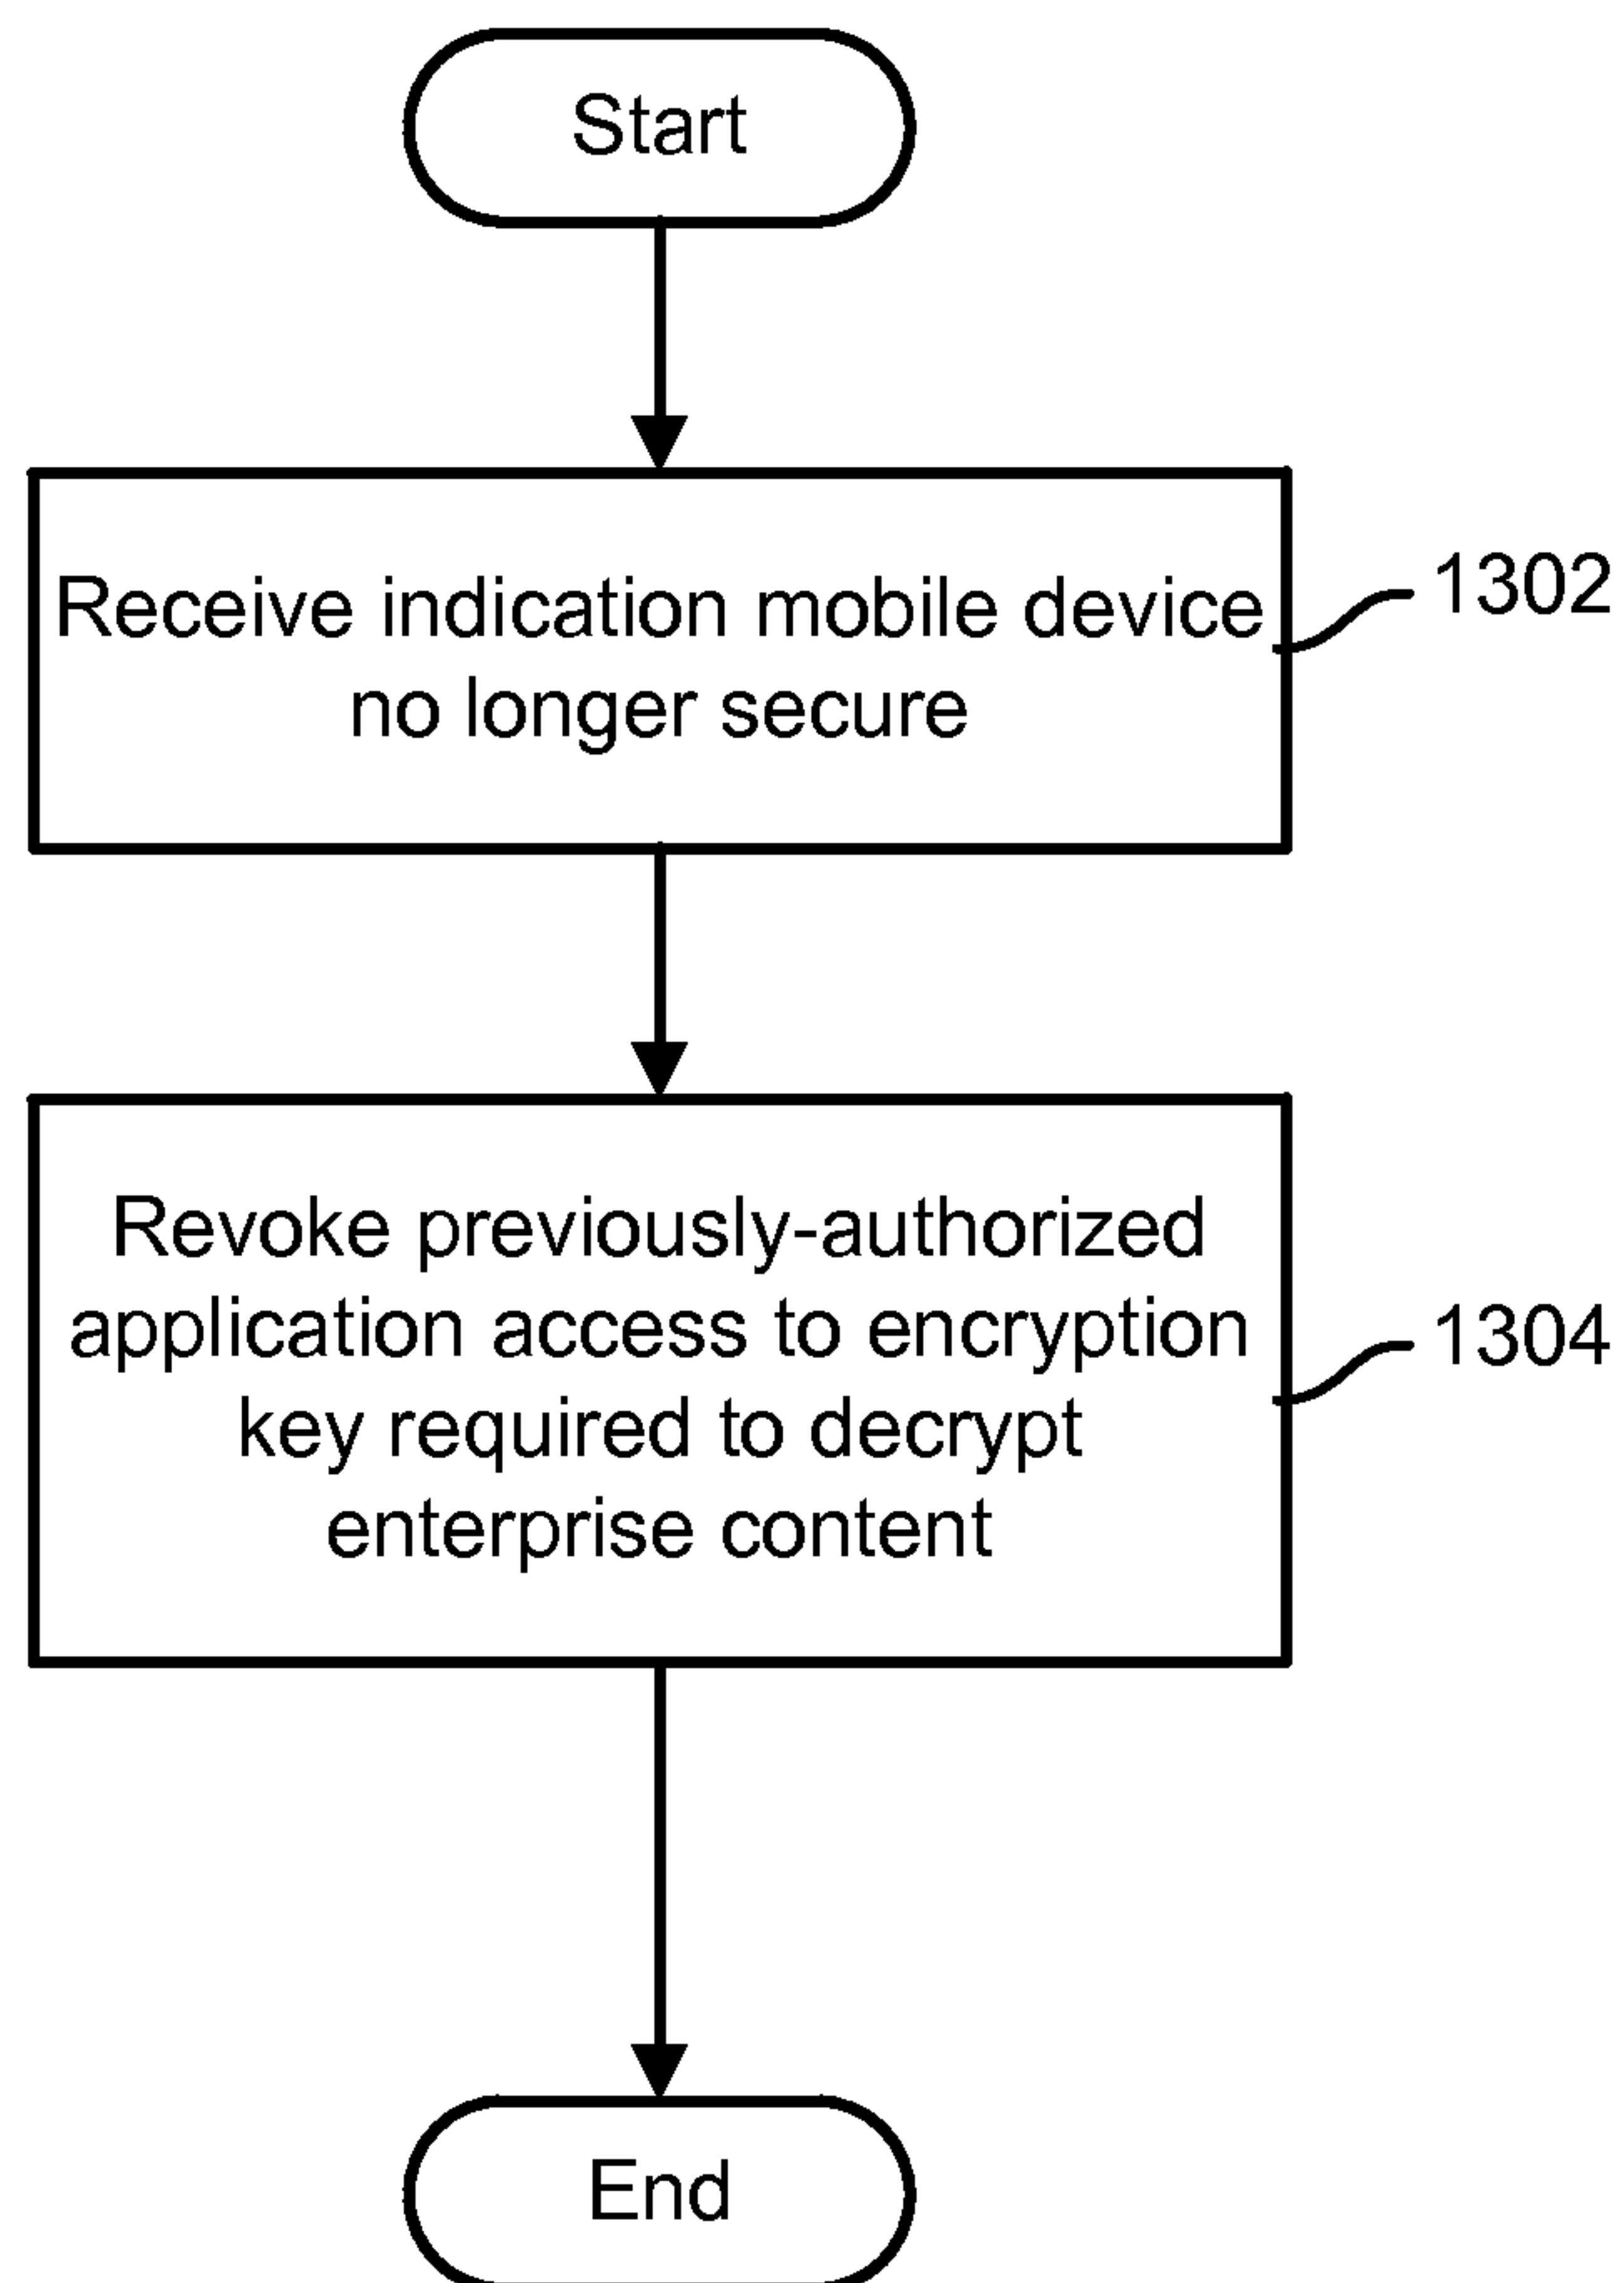 Start
Receive indication mobile device
no longer secure
1302
Revoke previously-authorized
application access to encryption
key required to decrypt
enterprise content
1304
End